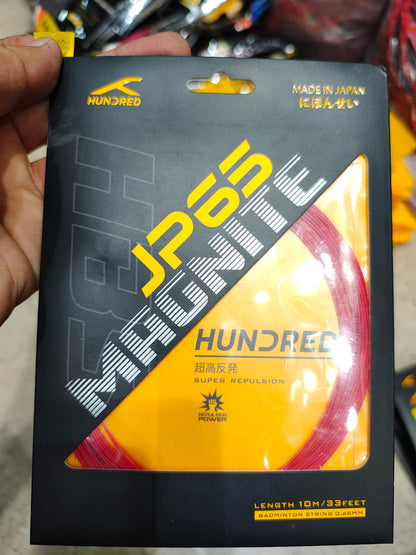 HUNDRED
MADE IN JAPAN
にほんせい
JP65
MAGNITE
HUNDRED
超高反発
SUPER REPULSION
REPULSION
POWER
LENGTH 10M/33FEET
BADMINTON STRING 0.65MM